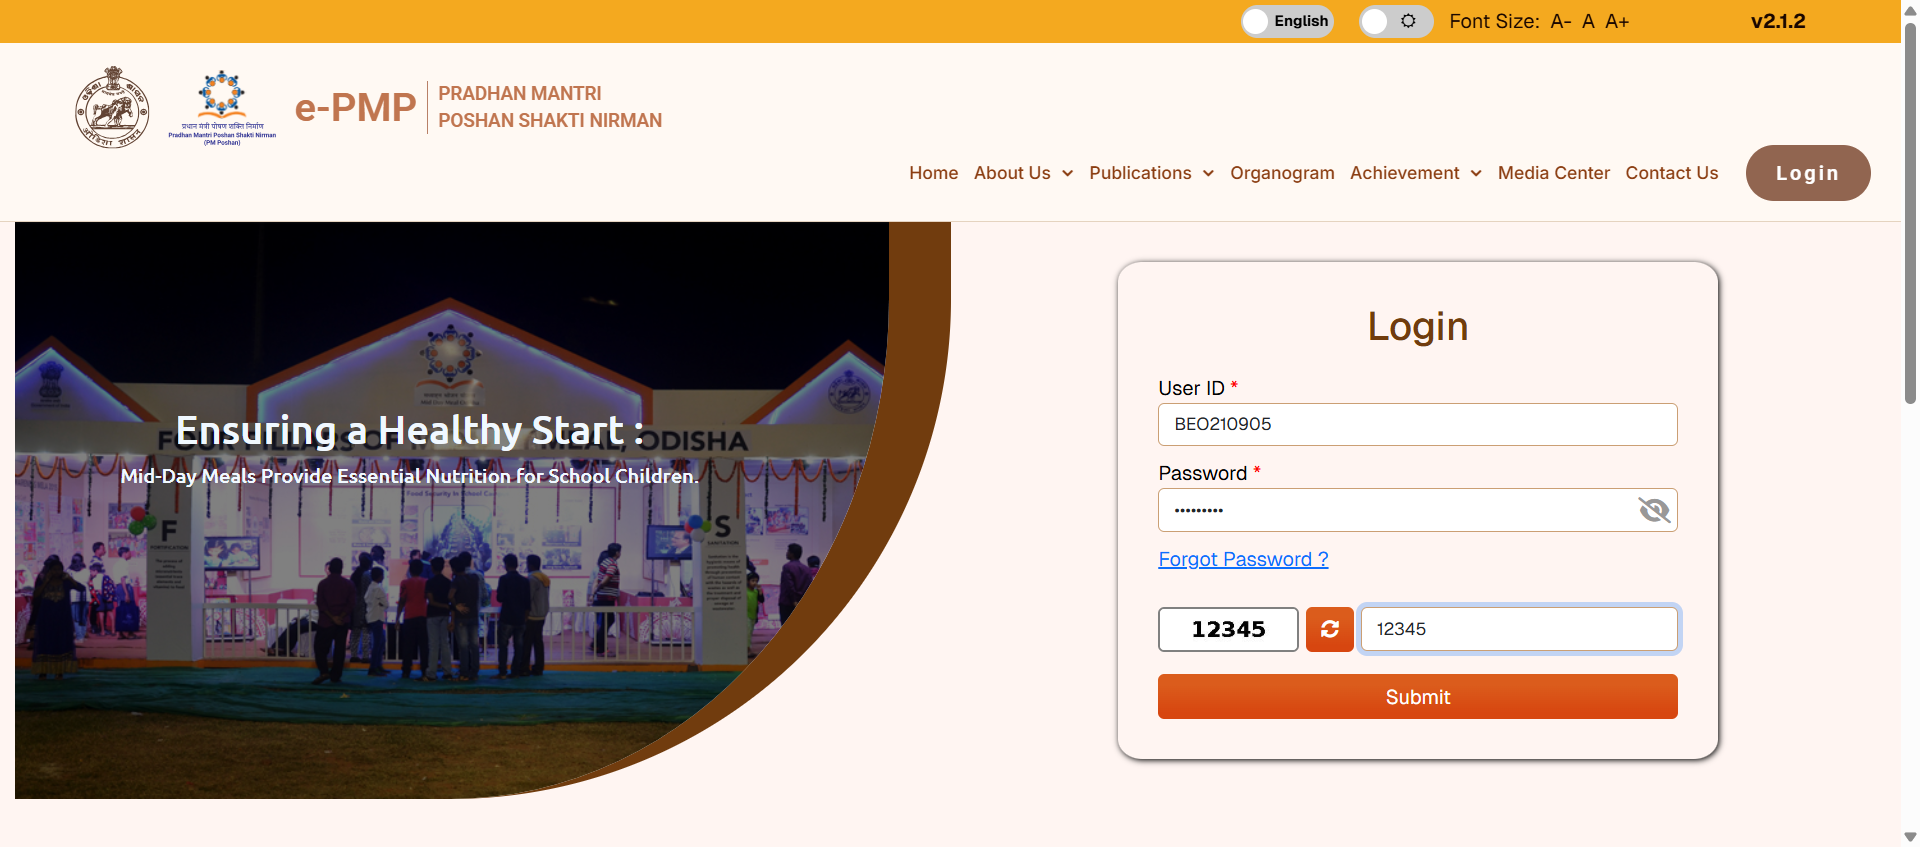 English
Font Size: A- A A+
v2.1.2
प्रधान मंत्री पोषण शक्ति निर्माण
Pradhan Mantri Poshan Shakti Nirman
(PM Poshan)
e-PMP
PRADHAN MANTRI
POSHAN SHAKTI NIRMAN
Home About Us Publications Organogram Achievement Media Center Contact Us Login
Ensuring a Healthy Start :
Mid-Day Meals Provide Essential Nutrition for School Children.
ODISHA
F
FORTIFICATION
S
SANITATION
Login
User ID *
BEO210905
Password *
•••••••••
Forgot Password ?
12345
12345
Submit